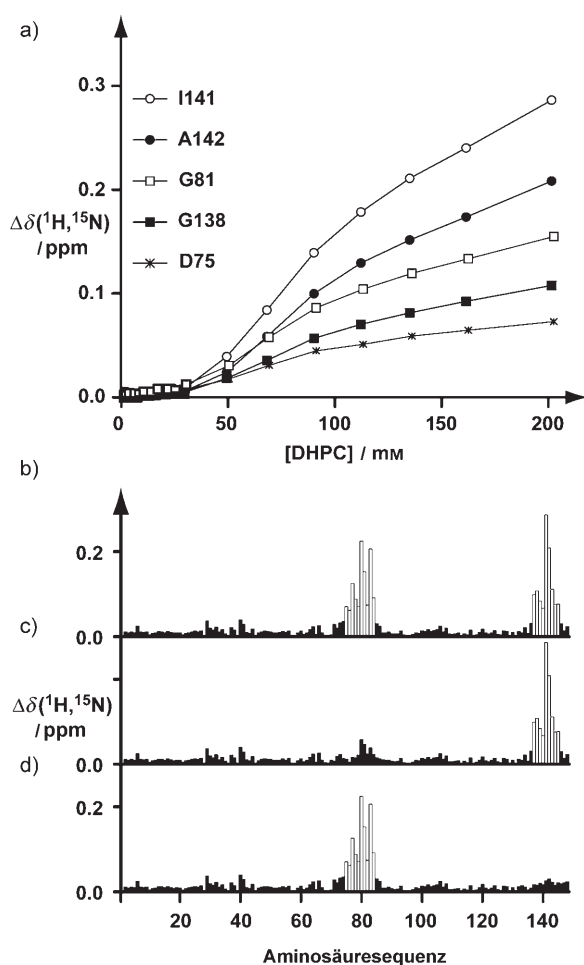 a)
0.3
I141
A142
G81
0.2
Δδ(¹H,¹⁵N)
/ ppm
G138
D75
0.1
0.0
0 50 100 150 200
[DHPC] / mM
b)
0.2
c)
0.0
Δδ(¹H,¹⁵N)
/ ppm
d)
0.0
0.2
0.0
20 40 60 80 100 120 140
Aminosäuresequenz